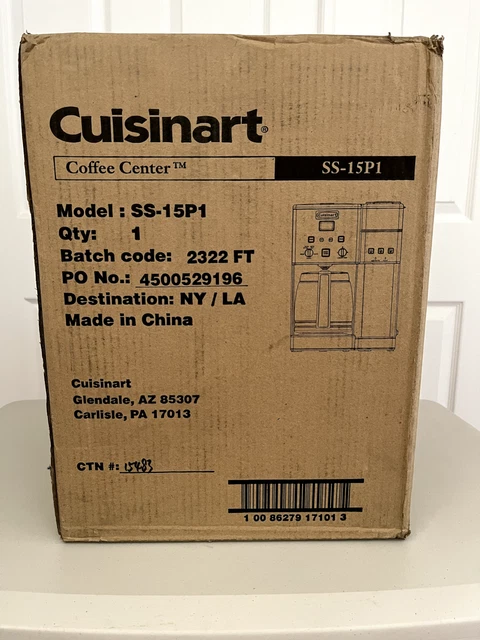 Cuisinart®
Coffee Center™ SS-15P1
Model : SS-15P1
Qty: 1
Batch code: 2322 FT
PO No.: 4500529196
Destination: NY / LA
Made in China
Cuisinart
Glendale, AZ 85307
Carlisle, PA 17013
CTN #: 15483
1 00 86279 17101 3